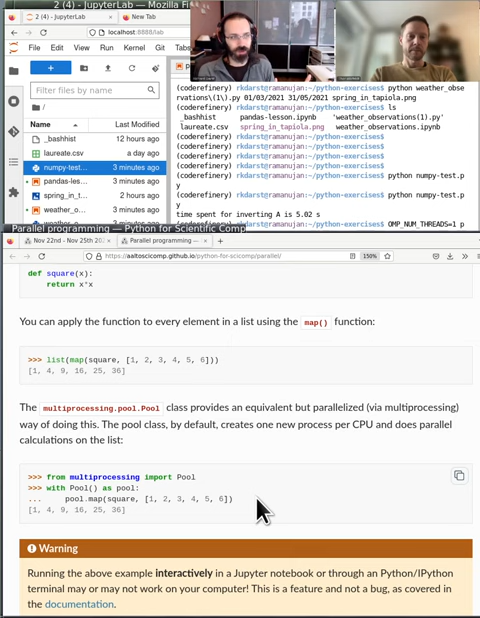 2 (4) - JupyterLab — Mozilla Fi
2 (4) - JupyterLab
New Tab
localhost:8888/lab
File Edit View Run Kernel Git
Filter files by name
/
Name
Last Modified
_bashhist 12 hours ago
laureate.csv a day ago
numpy-test... 3 minutes ago
pandas-les... 3 minutes ago
spring_in_t... 2 hours ago
weather_o... 3 minutes ago
(coderefinery) rkdarst@ramanujan:~/python-exercises$ python weather_obse
rvations\(1\).py 01/03/2021 31/05/2021 spring_in_tapiola.png
(coderefinery) rkdarst@ramanujan:~/python-exercises$ ls
_bashhist pandas-lesson.ipynb 'weather_observations(1).py'
laureate.csv spring_in_tapiola.png weather_observations.ipynb
(coderefinery) rkdarst@ramanujan:~/python-exercises$
(coderefinery) rkdarst@ramanujan:~/python-exercises$
(coderefinery) rkdarst@ramanujan:~/python-exercises$
(coderefinery) rkdarst@ramanujan:~/python-exercises$
(coderefinery) rkdarst@ramanujan:~/python-exercises$ python numpy-test.p
y
(coderefinery) rkdarst@ramanujan:~/python-exercises$ python numpy-test.p
y
time spent for inverting A is 5.02 s
(coderefinery) rkdarst@ramanujan:~/python-exercises$ OMP_NUM_THREADS=1 p
Parallel programming — Python for Scientific Comp
Nov 22nd - Nov 25th 202
Parallel programming —
https://aaltoscicomp.github.io/python-for-scicomp/parallel/
150%
def square(x):
return x*x
You can apply the function to every element in a list using the map() function:
>>> list(map(square, [1, 2, 3, 4, 5, 6]))
[1, 4, 9, 16, 25, 36]
The multiprocessing.pool.Pool class provides an equivalent but parallelized (via multiprocessing)
way of doing this. The pool class, by default, creates one new process per CPU and does parallel
calculations on the list:
>>> from multiprocessing import Pool
>>> with Pool() as pool:
... pool.map(square, [1, 2, 3, 4, 5, 6])
[1, 4, 9, 16, 25, 36]
Warning
Running the above example interactively in a Jupyter notebook or through an Python/IPython
terminal may or may not work on your computer! This is a feature and not a bug, as covered in
the documentation.